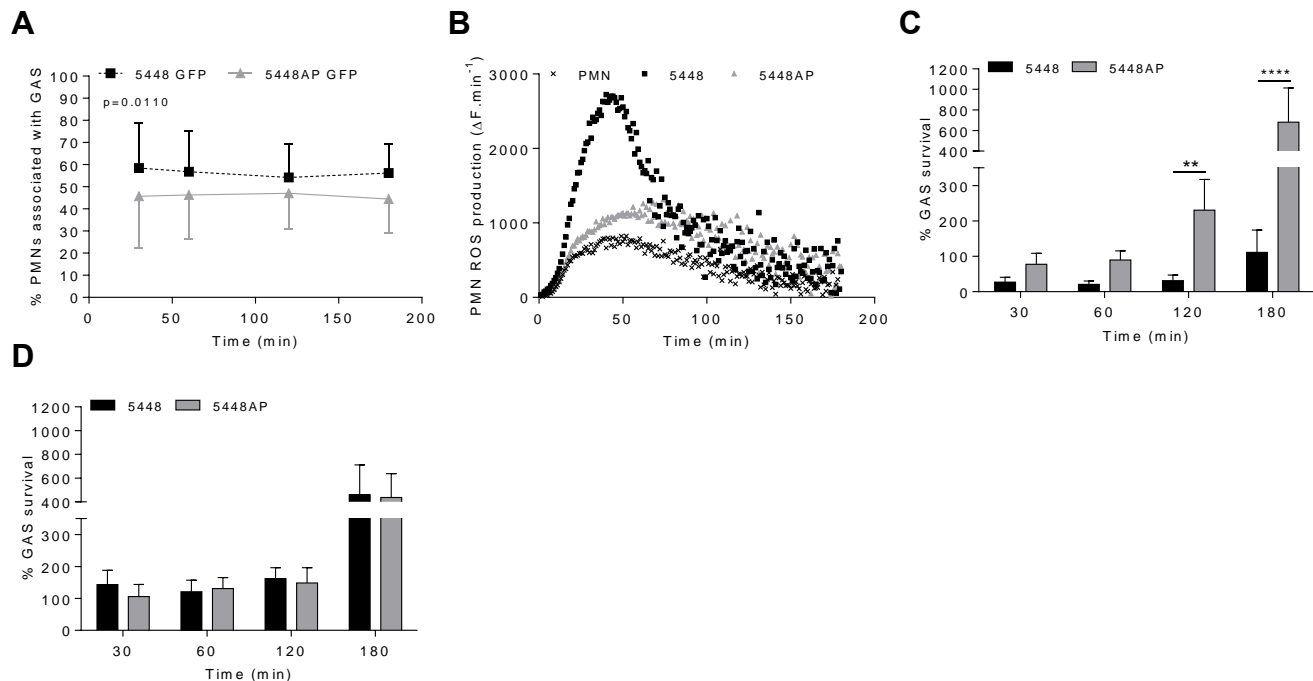 A
5448 GFP 5448AP GFP
% PMNs associated with GAS
100
90
80
70
60
50
40
30
20
10
0
p=0.0110
0 50 100 150 200
Time (min)
B
PMN 5448 5448AP
PMN ROS production (ΔF.min⁻¹)
3000
2000
1000
0
0 50 100 150 200
Time (min)
C
5448 5448AP
% GAS survival
1200
1000
800
600
400
300
200
100
0
**
****
30 60 120 180
Time (min)
D
5448 5448AP
% GAS survival
1200
1000
800
600
400
300
200
100
0
30 60 120 180
Time (min)